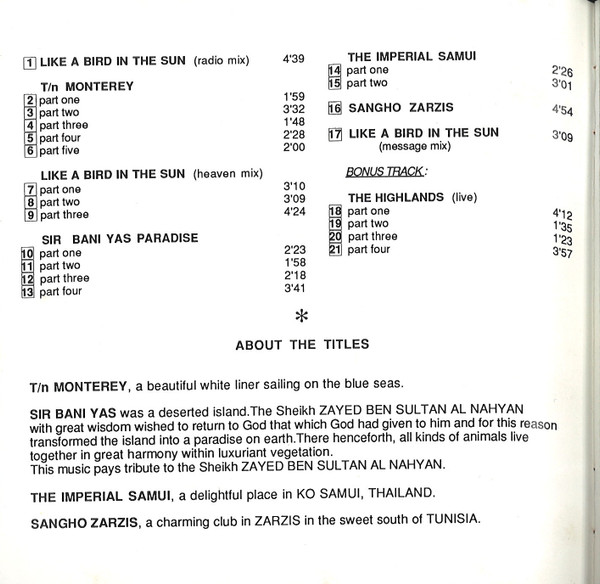 1 LIKE A BIRD IN THE SUN (radio mix) 4'39
T/n MONTEREY
2 part one 1'59
3 part two 3'32
4 part three 1'48
5 part four 2'28
6 part five 2'00
LIKE A BIRD IN THE SUN (heaven mix)
7 part one 3'10
8 part two 3'09
9 part three 4'24
SIR BANI YAS PARADISE
10 part one 2'23
11 part two 1'58
12 part three 2'18
13 part four 3'41
THE IMPERIAL SAMUI
14 part one 2'26
15 part two 3'01
16 SANGHO ZARZIS 4'54
17 LIKE A BIRD IN THE SUN 3'09
(message mix)
BONUS TRACK:
THE HIGHLANDS (live)
18 part one 4'12
19 part two 1'35
20 part three 1'23
21 part four 3'57
*
ABOUT THE TITLES
T/n MONTEREY, a beautiful white liner sailing on the blue seas.
SIR BANI YAS was a deserted island.The Sheikh ZAYED BEN SULTAN AL NAHYAN
with great wisdom wished to return to God that which God had given to him and for this reason
transformed the island into a paradise on earth.There henceforth, all kinds of animals live
together in great harmony within luxuriant vegetation.
This music pays tribute to the Sheikh ZAYED BEN SULTAN AL NAHYAN.
THE IMPERIAL SAMUI, a delightful place in KO SAMUI, THAILAND.
SANGHO ZARZIS, a charming club in ZARZIS in the sweet south of TUNISIA.